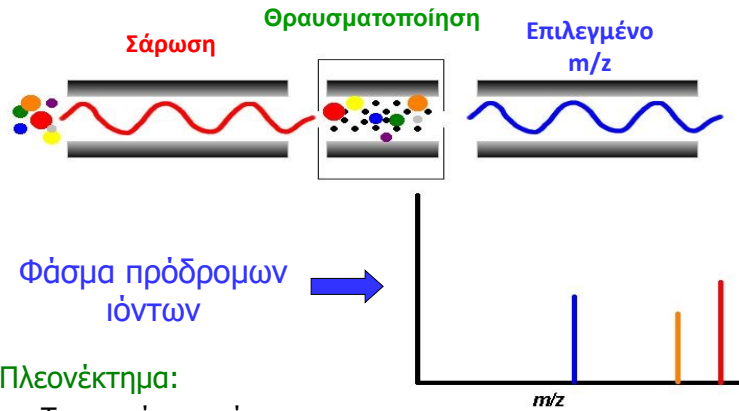 Θραυσματοποίηση
Σάρωση
Επιλεγμένο
m/z
Φάσμα πρόδρομων
ιόντων
Πλεονέκτημα:
m/z